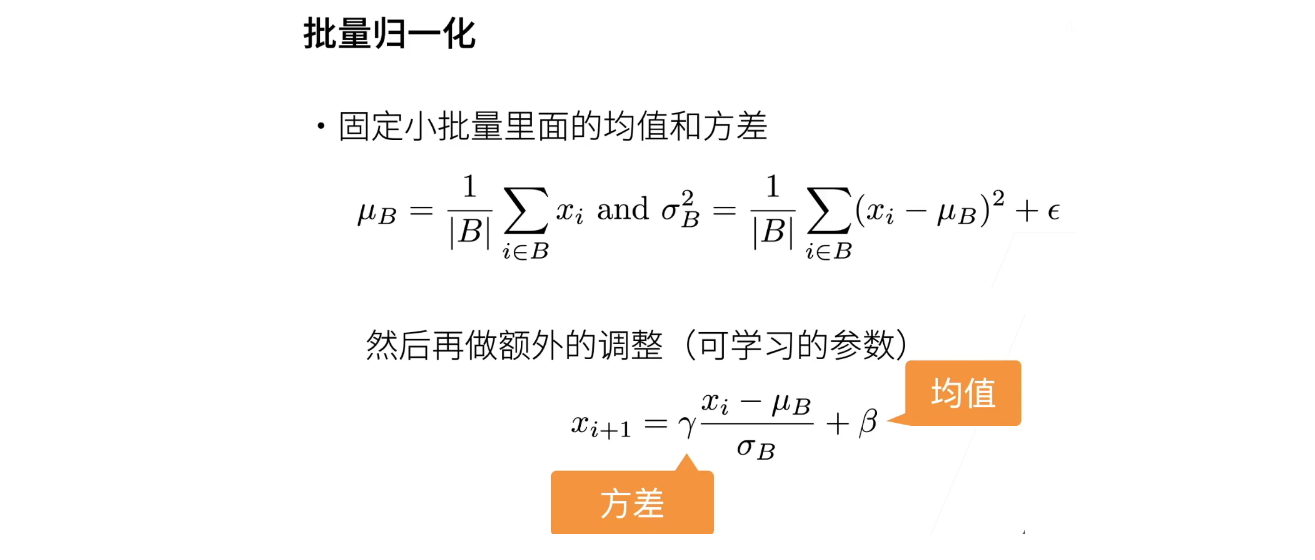 批量归一化
• 固定小批量里面的均值和方差
$\mu_B = \frac{1}{|B|} \sum_{i \in B} x_i \text{ and } \sigma_B^2 = \frac{1}{|B|} \sum_{i \in B} (x_i - \mu_B)^2 + \epsilon$
然后再做额外的调整（可学习的参数）
均值
$x_{i+1} = \gamma \frac{x_i - \mu_B}{\sigma_B} + \beta$
方差